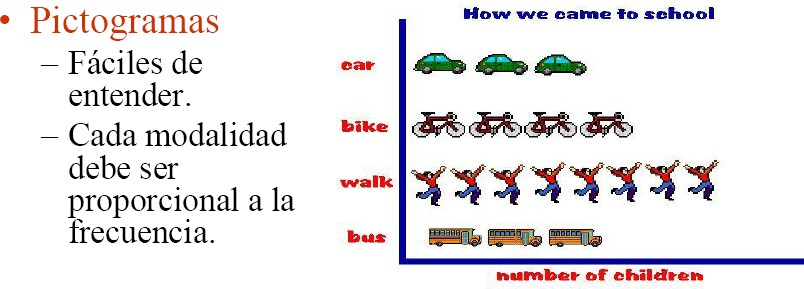 • Pictogramas
– Fáciles de
entender.
– Cada modalidad
debe ser
proporcional a la
frecuencia.
How we came to school
car
bike
walk
bus
number of children